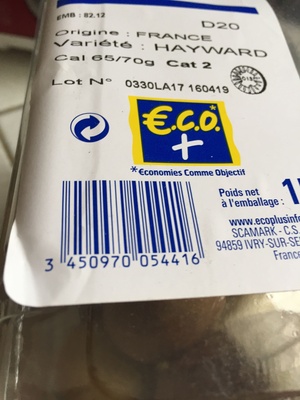 EMB : 82.12
D20
Origine : FRANCE
Variété : HAYWARD
Cal 65/70g Cat 2
Lot N° 0330LA17 160419
€.C.O.*
+
*€conomies Comme Objectif
Poids net
à l'emballage :
www.ecoplusinfo
SCAMARK - C.S.
94859 IVRY-SUR-SE
France
3 450970 054416